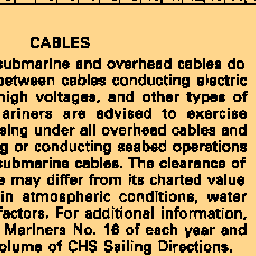 CABLES
submarine and overhead cables do
between cables conducting electric
high voltages, and other types of
ariners are advised to exercise
sing under all overhead cables and
g or conducting seabed operations
submarine cables. The clearance of
e may differ from its charted value
in atmospheric conditions, water
factors. For additional information,
Mariners No. 16 of each year and
olume of CHS Sailing Directions.